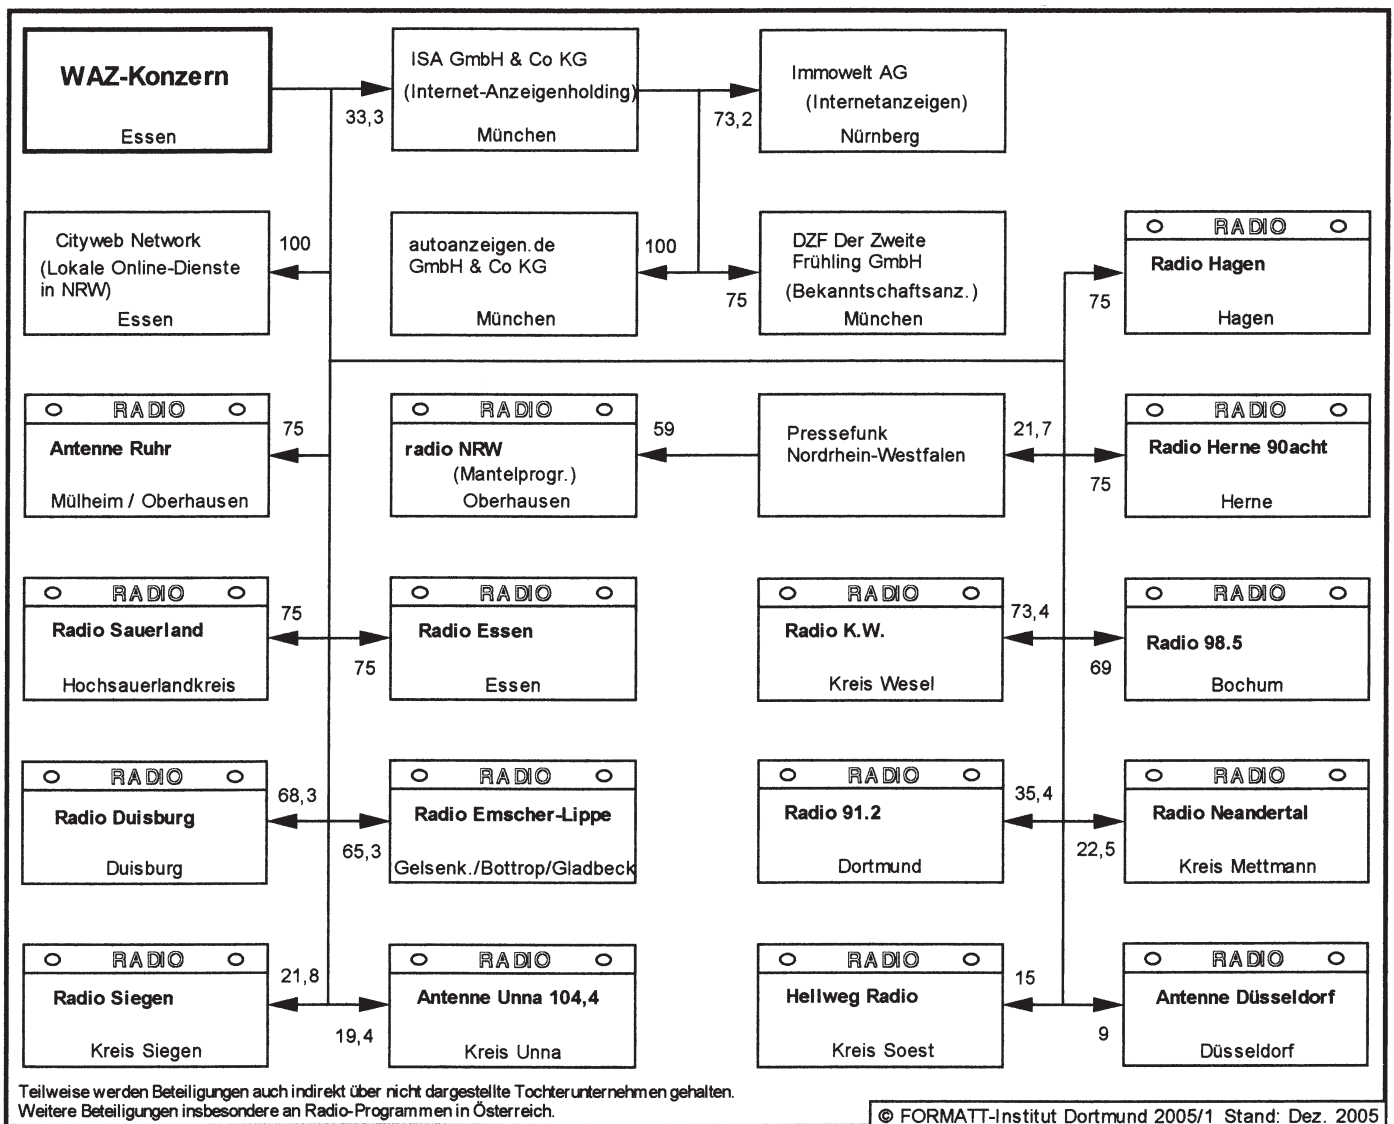 WAZ-Konzern
Essen
33,3
ISA GmbH & Co KG
(Internet-Anzeigenholding)
München
73,2
Immowelt AG
(Internetanzeigen)
Nürnberg
Cityweb Network
(Lokale Online-Dienste
in NRW)
Essen
100
autoanzeigen.de
GmbH & Co KG
München
100
75
DZF Der Zweite
Frühling GmbH
(Bekanntschaftsanz.)
München
75
RADIO
Radio Hagen
Hagen
RADIO
Antenne Ruhr
Mülheim / Oberhausen
75
RADIO
radio NRW
(Mantelprogr.)
Oberhausen
59
Pressefunk
Nordrhein-Westfalen
21,7
75
RADIO
Radio Herne 90acht
Herne
RADIO
Radio Sauerland
Hochsauerlandkreis
75
75
RADIO
Radio Essen
Essen
RADIO
Radio K.W.
Kreis Wesel
73,4
69
RADIO
Radio 98.5
Bochum
RADIO
Radio Duisburg
Duisburg
68,3
65,3
RADIO
Radio Emscher-Lippe
Gelsenk./Bottrop/Gladbeck
RADIO
Radio 91.2
Dortmund
35,4
22,5
RADIO
Radio Neandertal
Kreis Mettmann
RADIO
Radio Siegen
Kreis Siegen
21,8
19,4
RADIO
Antenne Unna 104,4
Kreis Unna
RADIO
Hellweg Radio
Kreis Soest
15
9
RADIO
Antenne Düsseldorf
Düsseldorf
Teilweise werden Beteiligungen auch indirekt über nicht dargestellte Tochterunternehmen gehalten.
Weitere Beteiligungen insbesondere an Radio-Programmen in Österreich.
© FORMATT-Institut Dortmund 2005/1 Stand: Dez. 2005